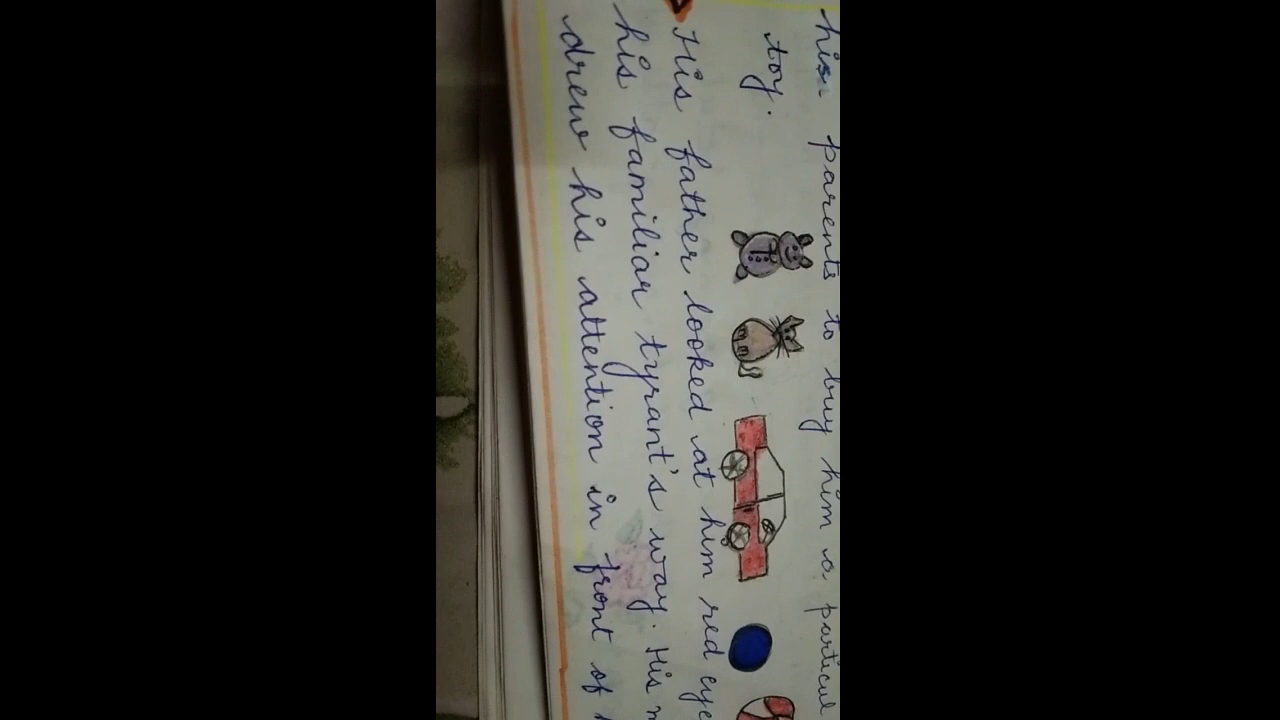 his parents to buy him a particul
toy.
His father looked at him red eye
his familiar tyrant's way. His
drew his attention in front of